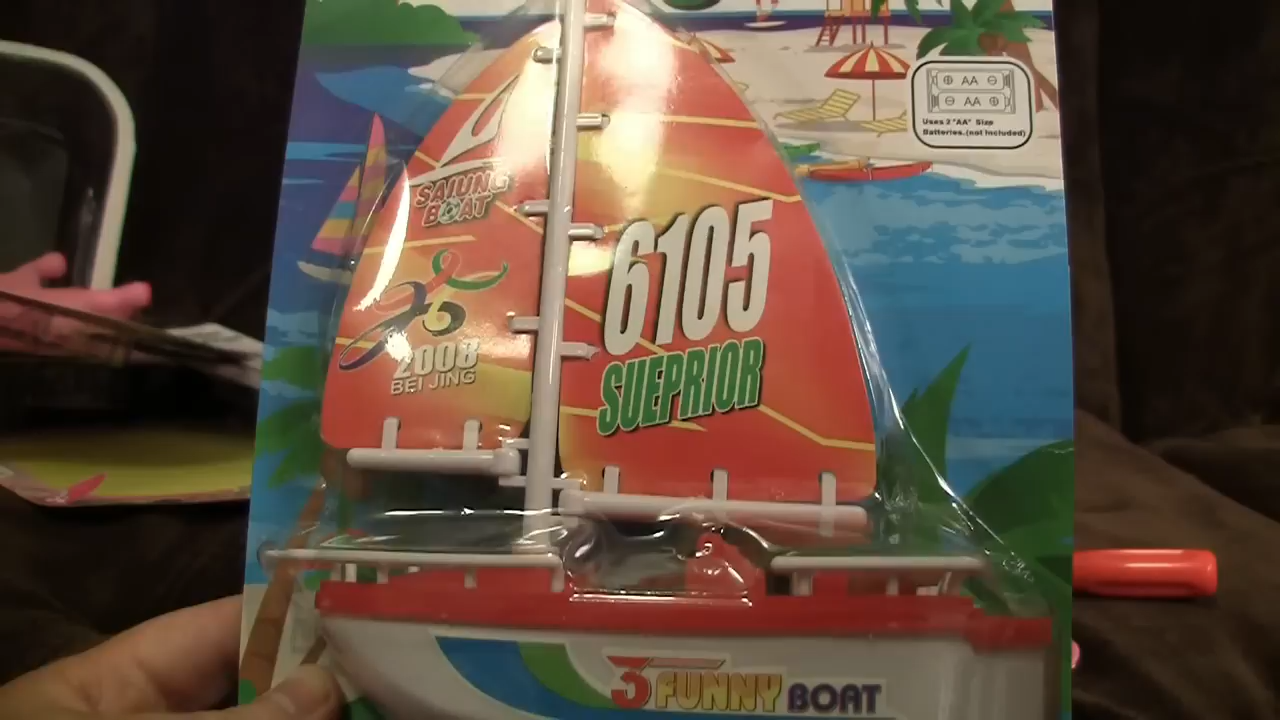 AA
AA
Uses 2 "AA" Size
Batteries.(not included)
SAIUNG
BOAT
6105
SUEPRIOR
2008
BEI JING
3 FUNNY BOAT